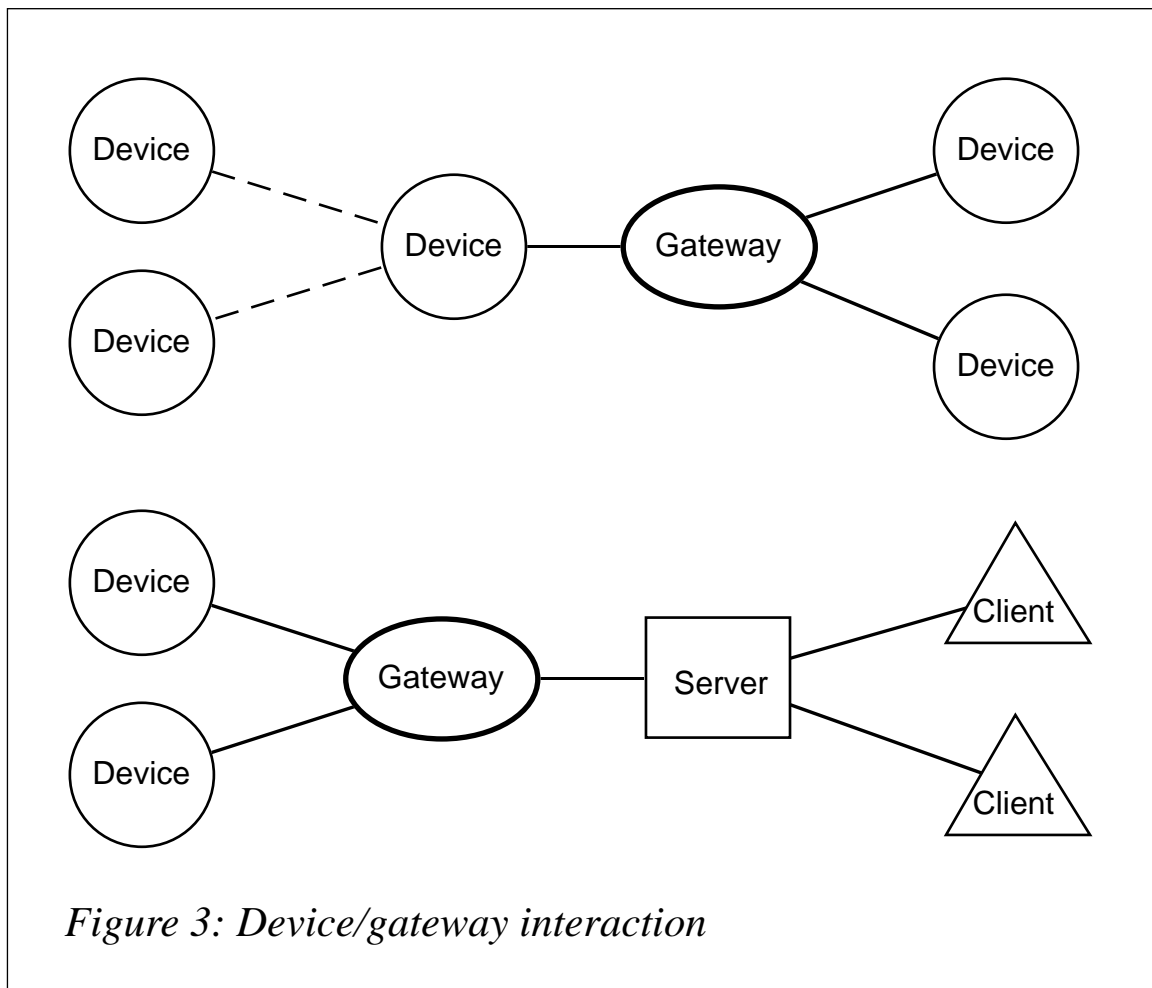 Device
Device
Device
Gateway
Device
Device
Device
Device
Gateway
Server
Client
Client
Figure 3: Device/gateway interaction